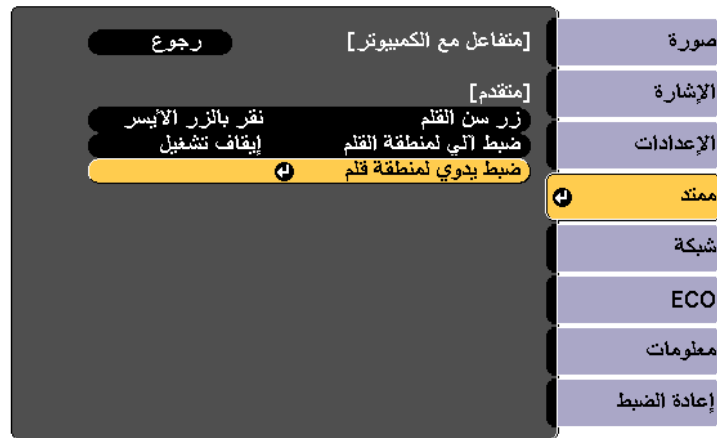 صورة
الإشارة
الإعدادات
ممتد
شبكة
ECO
معلومات
إعادة الضبط
[متفاعل مع الكمبيوتر] رجوع
[متقدم]
زر سن القلم نقر بالزر الأيسر
ضبط آلي لمنطقة القلم إيقاف تشغيل
ضبط يدوي لمنطقة قلم